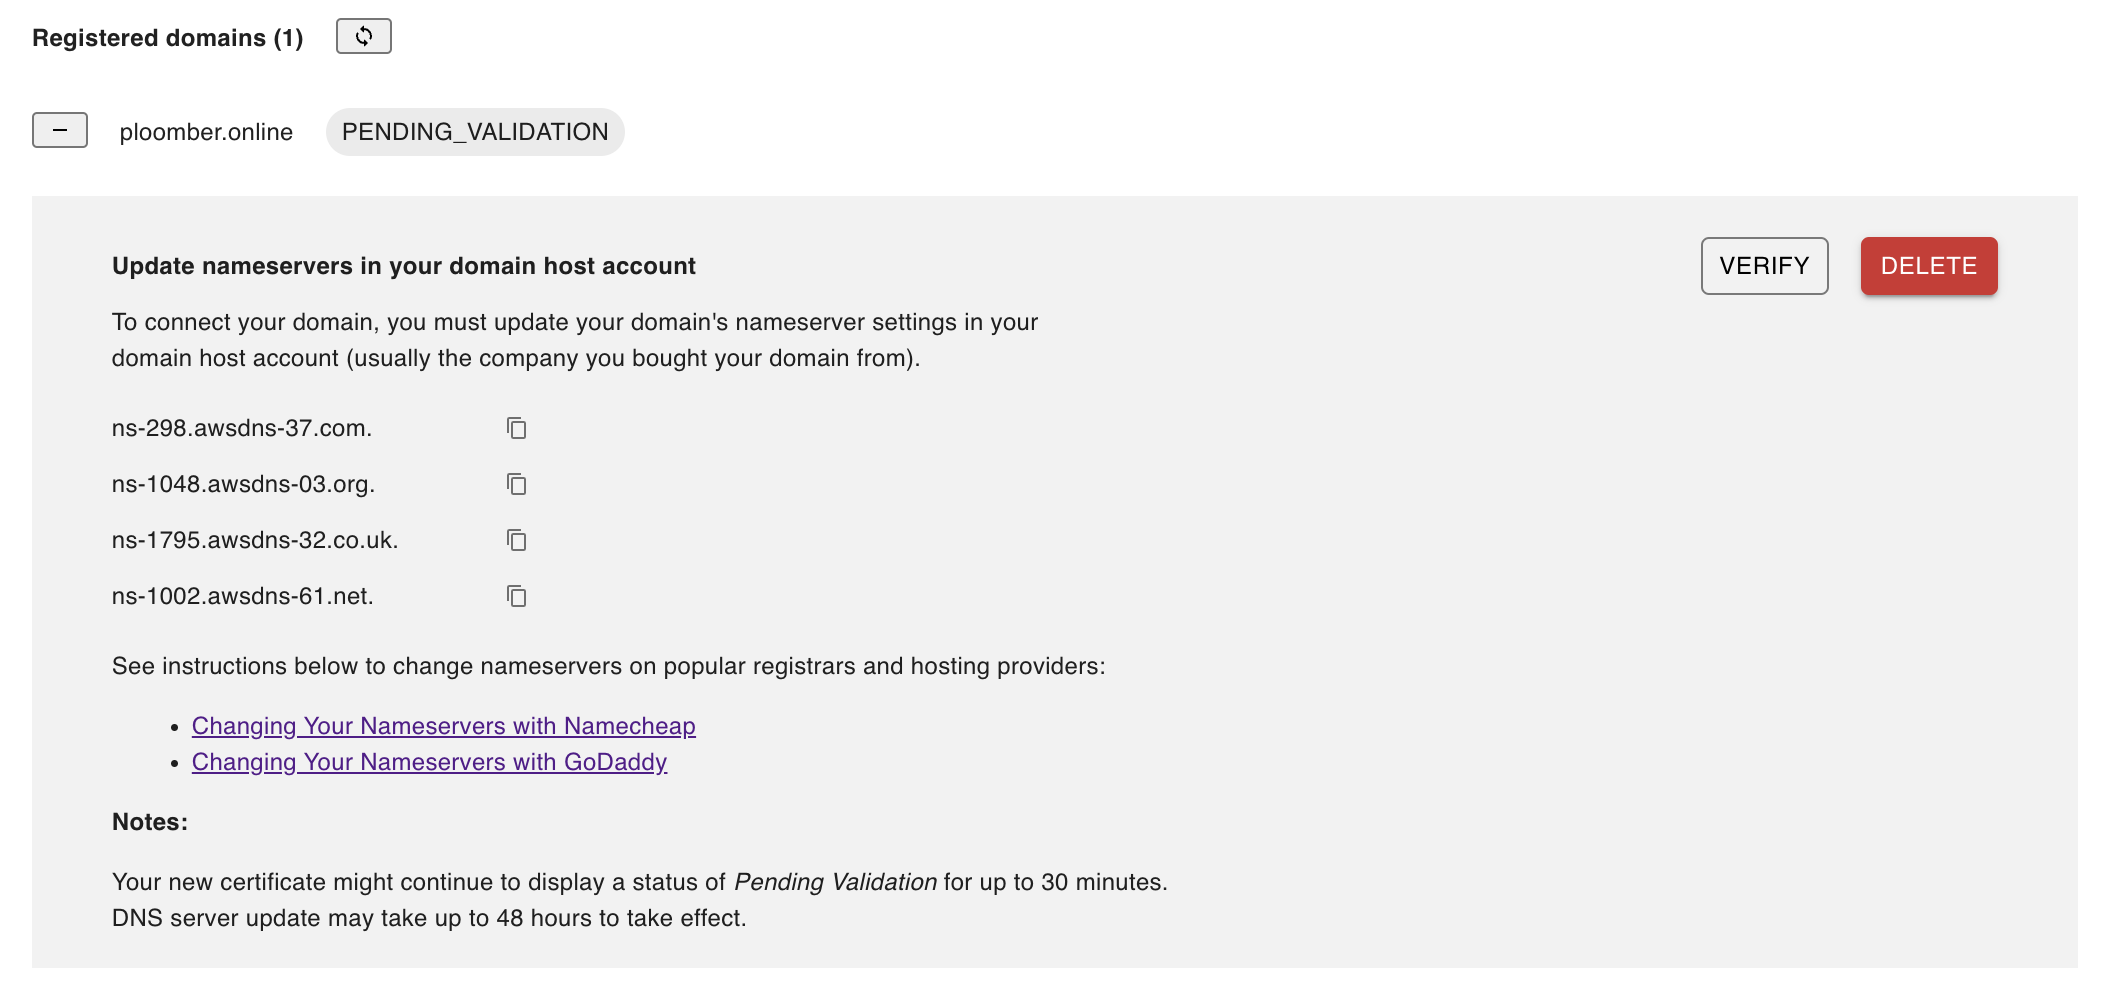 Registered domains (1)
ploomber.online PENDING_VALIDATION
Update nameservers in your domain host account VERIFY DELETE
To connect your domain, you must update your domain's nameserver settings in your
domain host account (usually the company you bought your domain from).
ns-298.awsdns-37.com.
ns-1048.awsdns-03.org.
ns-1795.awsdns-32.co.uk.
ns-1002.awsdns-61.net.
See instructions below to change nameservers on popular registrars and hosting providers:
• Changing Your Nameservers with Namecheap
• Changing Your Nameservers with GoDaddy
Notes:
Your new certificate might continue to display a status of Pending Validation for up to 30 minutes.
DNS server update may take up to 48 hours to take effect.